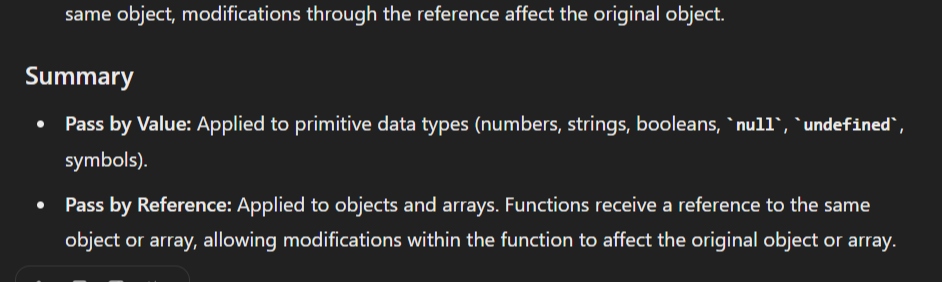 same object, modifications through the reference affect the original object.
Summary
• Pass by Value: Applied to primitive data types (numbers, strings, booleans, `null`, `undefined`,
symbols).
• Pass by Reference: Applied to objects and arrays. Functions receive a reference to the same
object or array, allowing modifications within the function to affect the original object or array.